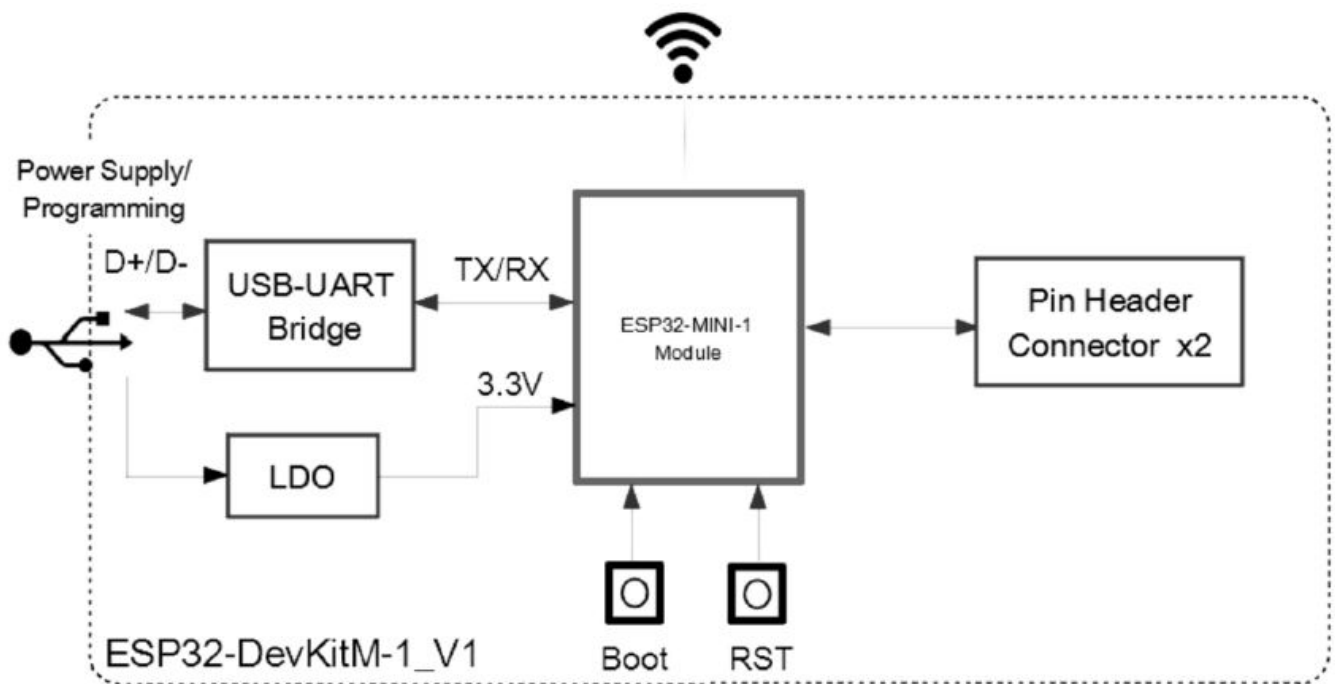 Power Supply/
Programming
D+/D-
USB-UART
Bridge
TX/RX
ESP32-MINI-1
Module
Pin Header
Connector x2
3.3V
LDO
Boot
RST
ESP32-DevKitM-1_V1